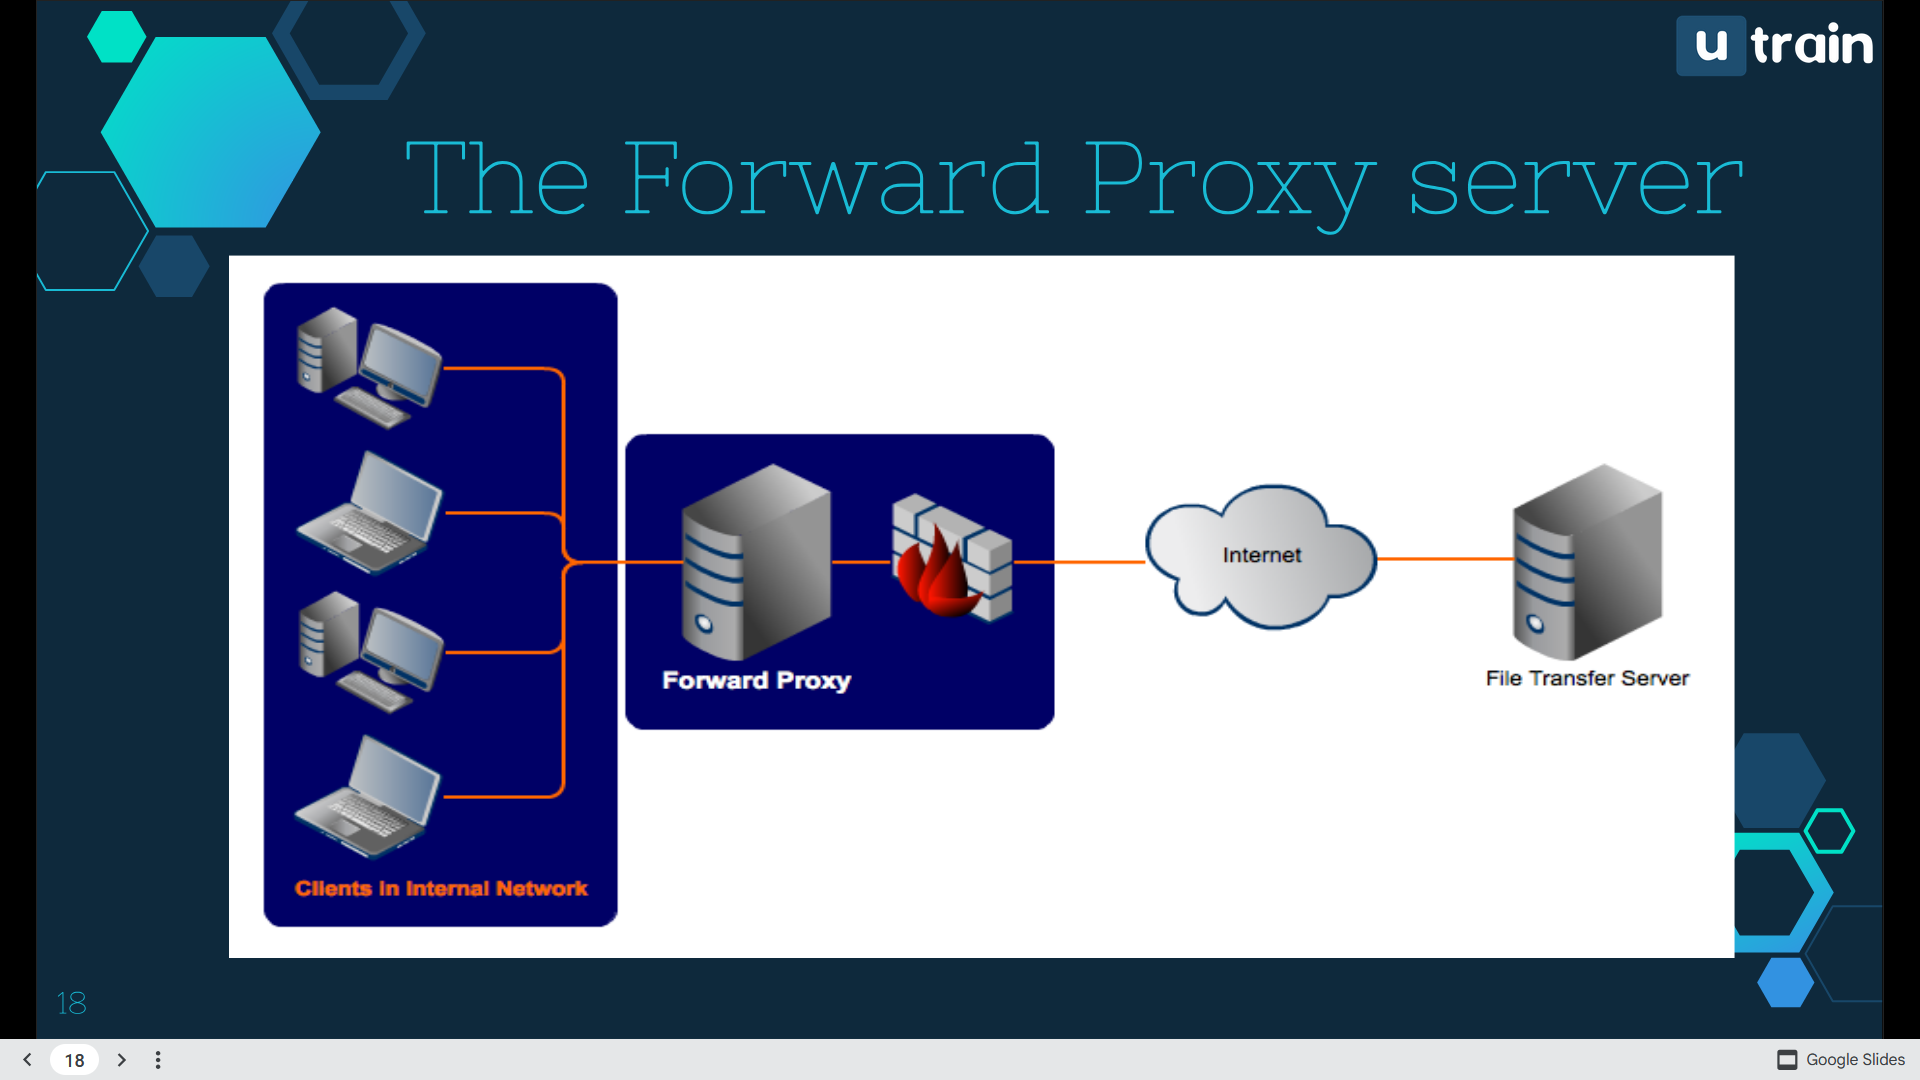 u train
The Forward Proxy server
Internet
Forward Proxy
File Transfer Server
Clients in Internal Network
18
18
Google Slides